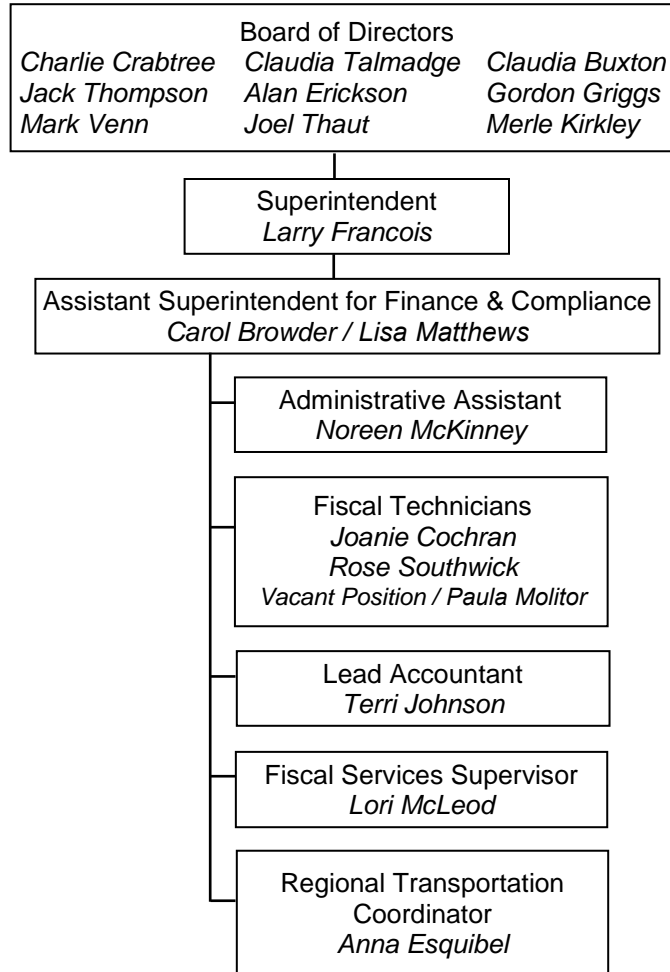 Board of Directors
Charlie Crabtree Claudia Talmadge Claudia Buxton
Jack Thompson Alan Erickson Gordon Griggs
Mark Venn Joel Thaut Merle Kirkley
Superintendent
Larry Francois
Assistant Superintendent for Finance & Compliance
Carol Browder / Lisa Matthews
Administrative Assistant
Noreen McKinney
Fiscal Technicians
Joanie Cochran
Rose Southwick
Vacant Position / Paula Molitor
Lead Accountant
Terri Johnson
Fiscal Services Supervisor
Lori McLeod
Regional Transportation
Coordinator
Anna Esquibel